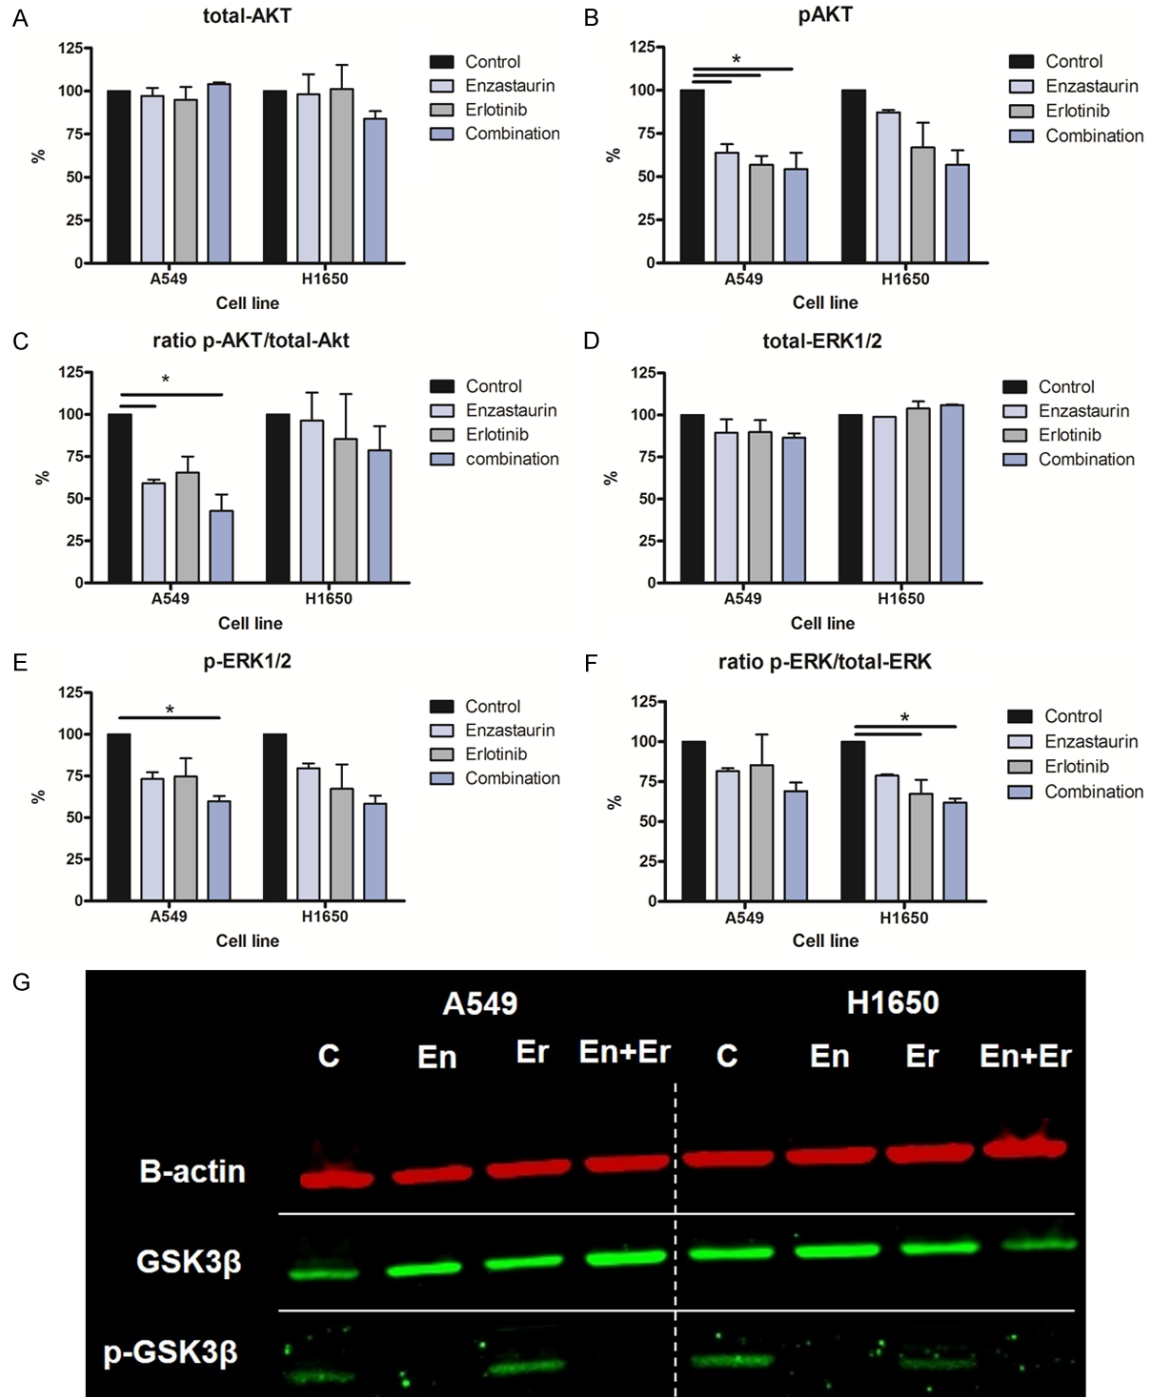 A
total-AKT
125
100
75
50
25
0
%
A549
H1650
Cell line
Control
Enzastaurin
Erlotinib
Combination
B
pAKT
125
100
75
50
25
0
%
*
A549
H1650
Cell line
Control
Enzastaurin
Erlotinib
Combination
C
ratio p-AKT/total-Akt
125
100
75
50
25
0
%
*
A549
H1650
Cell line
Control
Enzastaurin
Erlotinib
combination
D
total-ERK1/2
125
100
75
50
25
0
%
A549
H1650
Cell line
Control
Enzastaurin
Erlotinib
Combination
E
p-ERK1/2
125
100
75
50
25
0
%
*
A549
H1650
Cell line
Control
Enzastaurin
Erlotinib
Combination
F
ratio p-ERK/total-ERK
125
100
75
50
25
0
%
*
A549
H1650
Cell line
Control
Enzastaurin
Erlotinib
Combination
G
A549 H1650
C En Er En+Er C En Er En+Er
B-actin
GSK3β
p-GSK3β